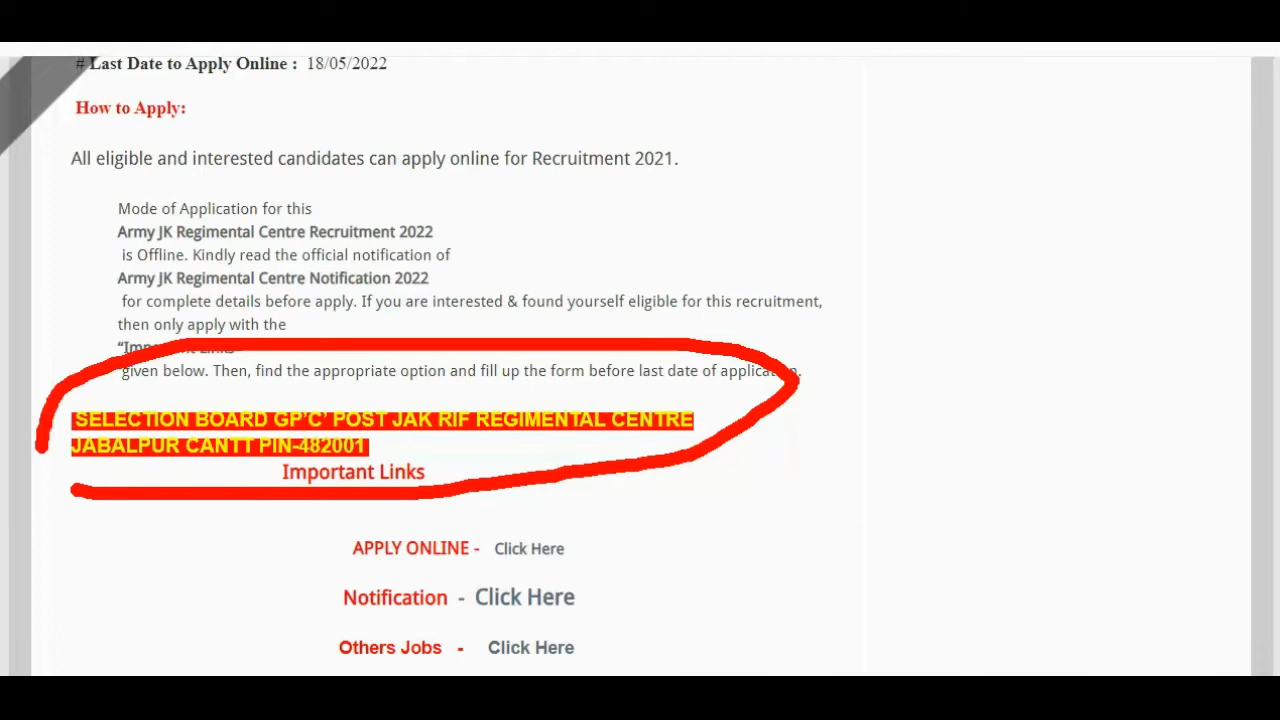 # Last Date to Apply Online : 18/05/2022
How to Apply:
All eligible and interested candidates can apply online for Recruitment 2021.
Mode of Application for this
Army JK Regimental Centre Recruitment 2022
is Offline. Kindly read the official notification of
Army JK Regimental Centre Notification 2022
for complete details before apply. If you are interested & found yourself eligible for this recruitment,
then only apply with the
“Important Links
given below. Then, find the appropriate option and fill up the form before last date of application.
SELECTION BOARD GP’C’ POST JAK RIF REGIMENTAL CENTRE
JABALPUR CANTT PIN-482001
Important Links
APPLY ONLINE - Click Here
Notification - Click Here
Others Jobs - Click Here